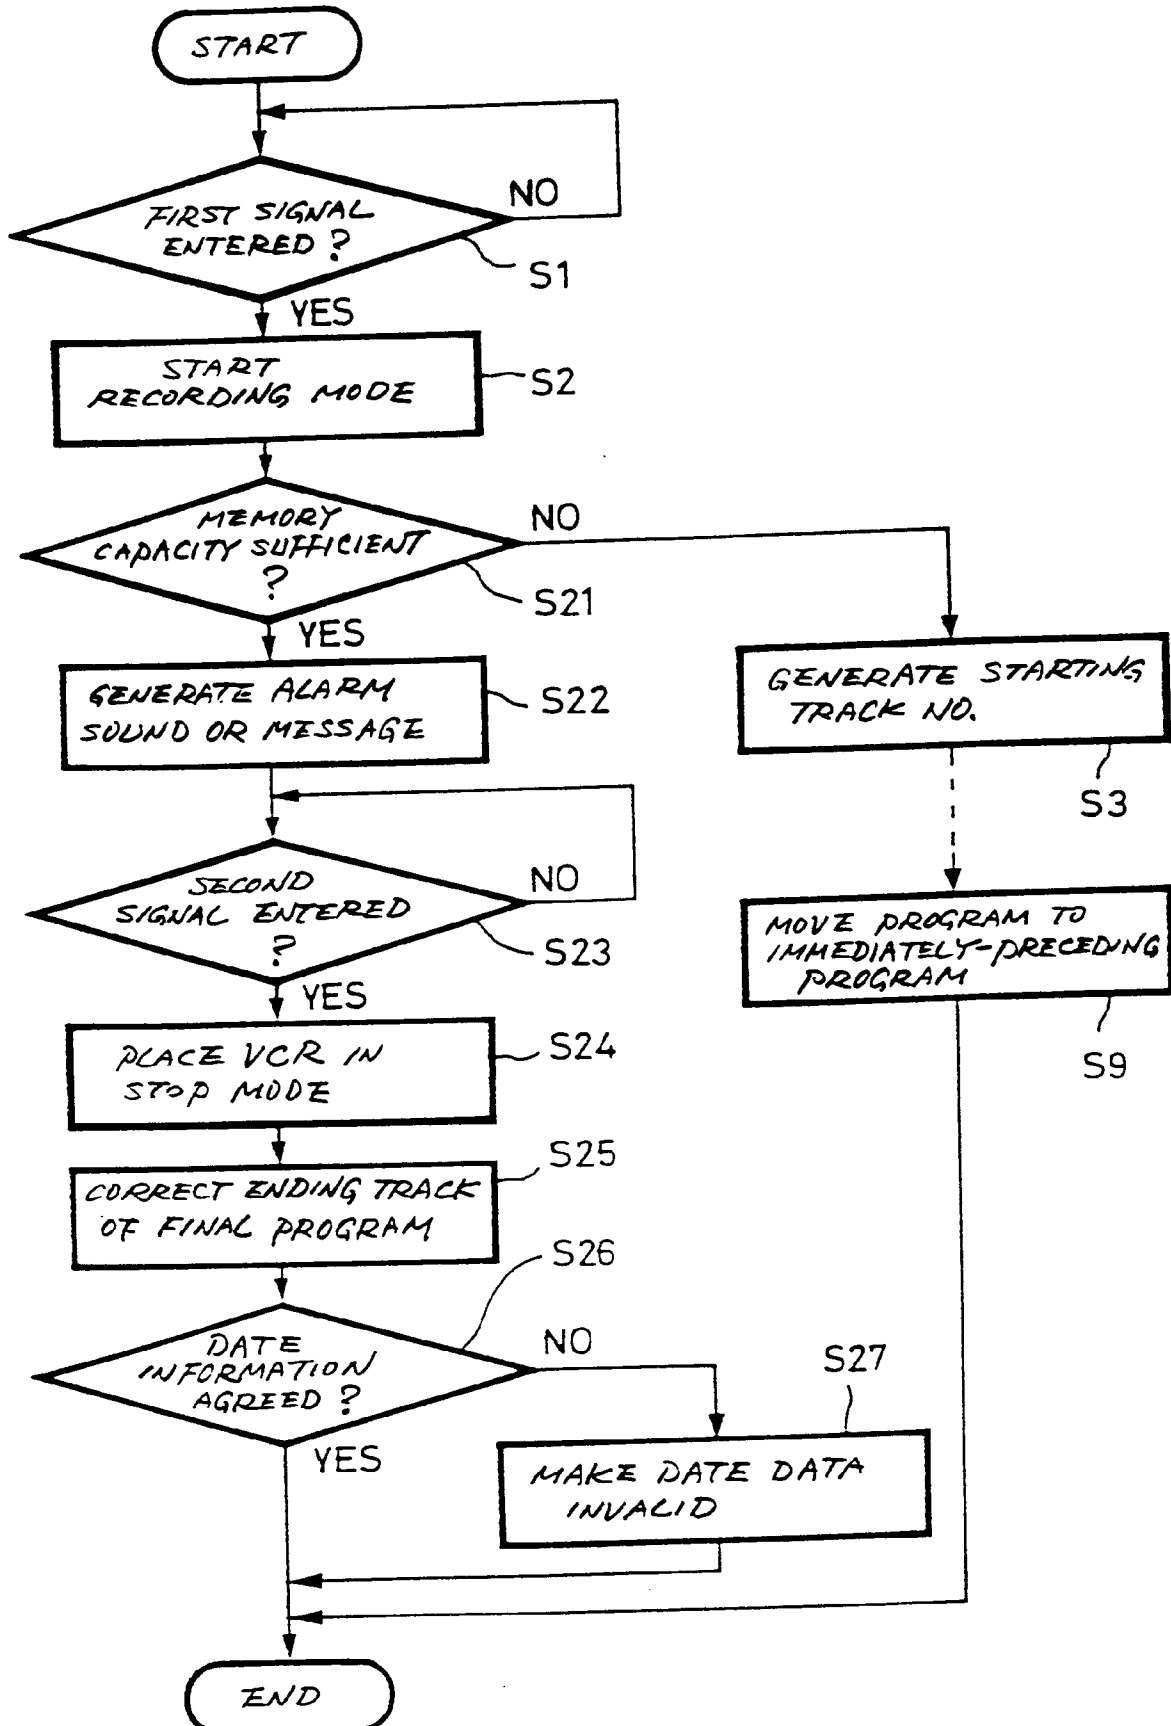 START
NO
FIRST SIGNAL
ENTERED ?
S1
YES
START
RECORDING MODE
S2
MEMORY
CAPACITY SUFFICIENT
?
NO
S21
YES
GENERATE ALARM
SOUND OR MESSAGE
S22
GENERATE STARTING
TRACK NO.
S3
SECOND
SIGNAL ENTERED
?
NO
S23
YES
MOVE PROGRAM TO
IMMEDIATELY-PRECEDING
PROGRAM
S9
PLACE VCR IN
STOP MODE
S24
CORRECT ENDING TRACK
OF FINAL PROGRAM
S25
DATE
INFORMATION
AGREED ?
S26
NO
YES
S27
MAKE DATE DATA
INVALID
END